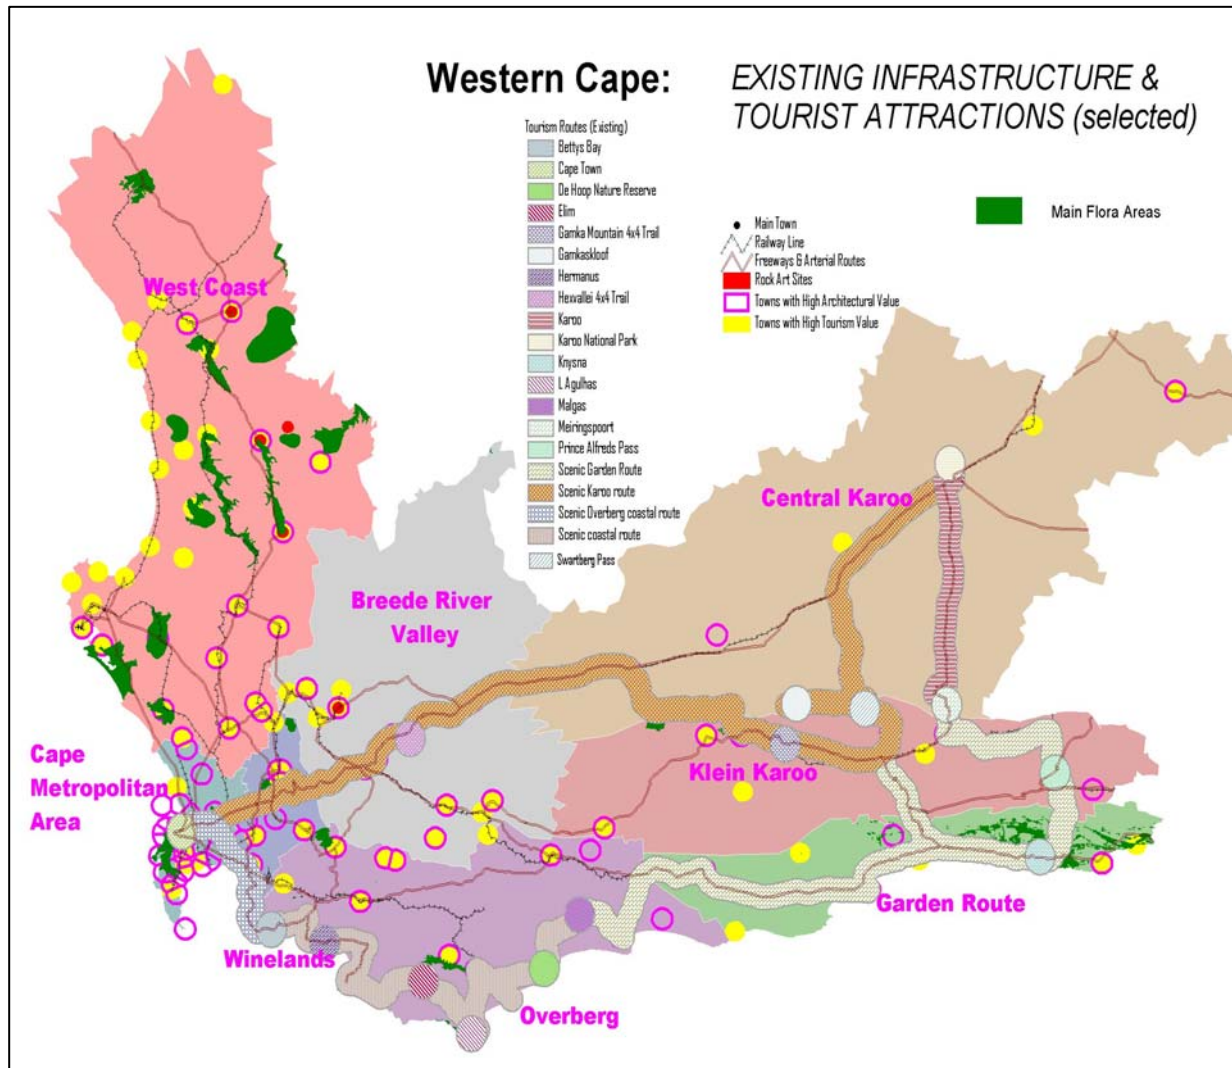 Western Cape:
EXISTING INFRASTRUCTURE &
TOURIST ATTRACTIONS (selected)
Tourism Routes (Existing)
Bettys Bay
Cape Town
De Hoop Nature Reserve
Elim
Gamka Mountain 4x4 Trail
Gamkaskloof
Hermanus
Hexvallei 4x4 Trail
Karoo
Karoo National Park
Knysna
L Agulhas
Malgas
Meiringspoort
Prince Alfreds Pass
Scenic Garden Route
Scenic Karoo route
Scenic Overberg coastal route
Scenic coastal route
Swartberg Pass
Main Town
Railway Line
Freeways & Arterial Routes
Rock Art Sites
Towns with High Architectural Value
Towns with High Tourism Value
Main Flora Areas
West Coast
Central Karoo
Breede River
Valley
Cape
Metropolitan
Area
Klein Karoo
Garden Route
Winelands
Overberg